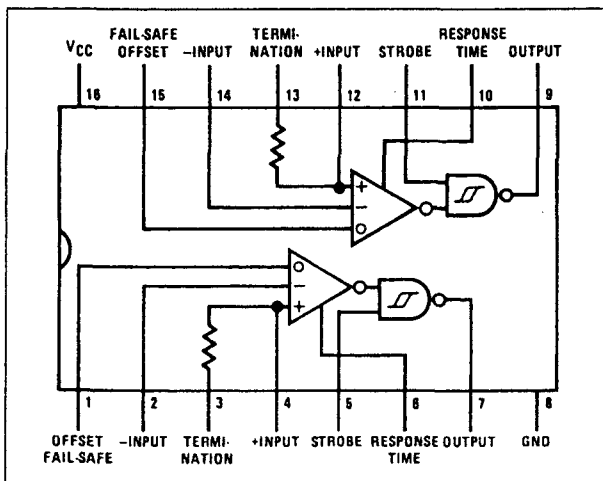 VCC
FAIL-SAFE
OFFSET
–INPUT
TERMI-
NATION
+INPUT
STROBE
RESPONSE
TIME
OUTPUT
16 15 14 13 12 11 10 9
+
–
+
–
1 2 3 4 5 6 7 8
OFFSET
FAIL-SAFE
–INPUT
TERMI-
NATION
+INPUT
STROBE
RESPONSE
TIME
OUTPUT
GND